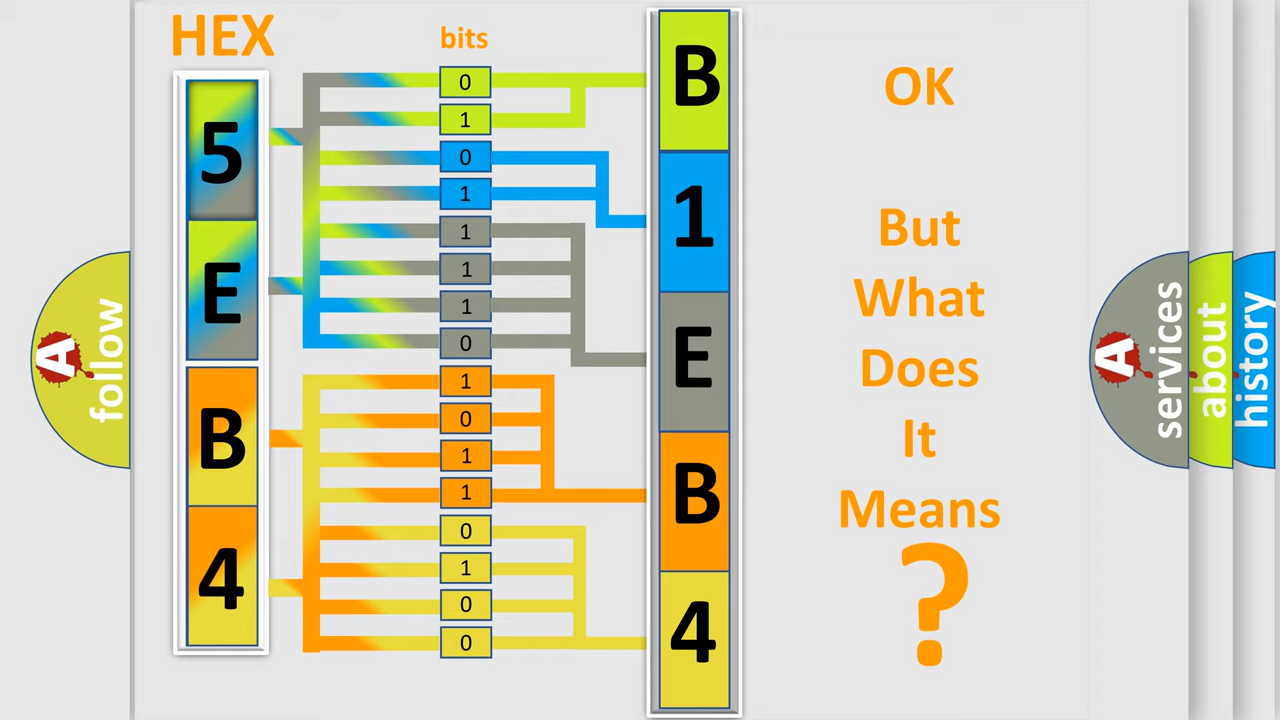 HEX
bits
5
E
B
4
0
1
0
1
1
1
1
0
1
0
1
1
0
1
0
0
B
1
E
B
4
OK
But
What
Does
It
Means
?
A
follow
A
services
about
history